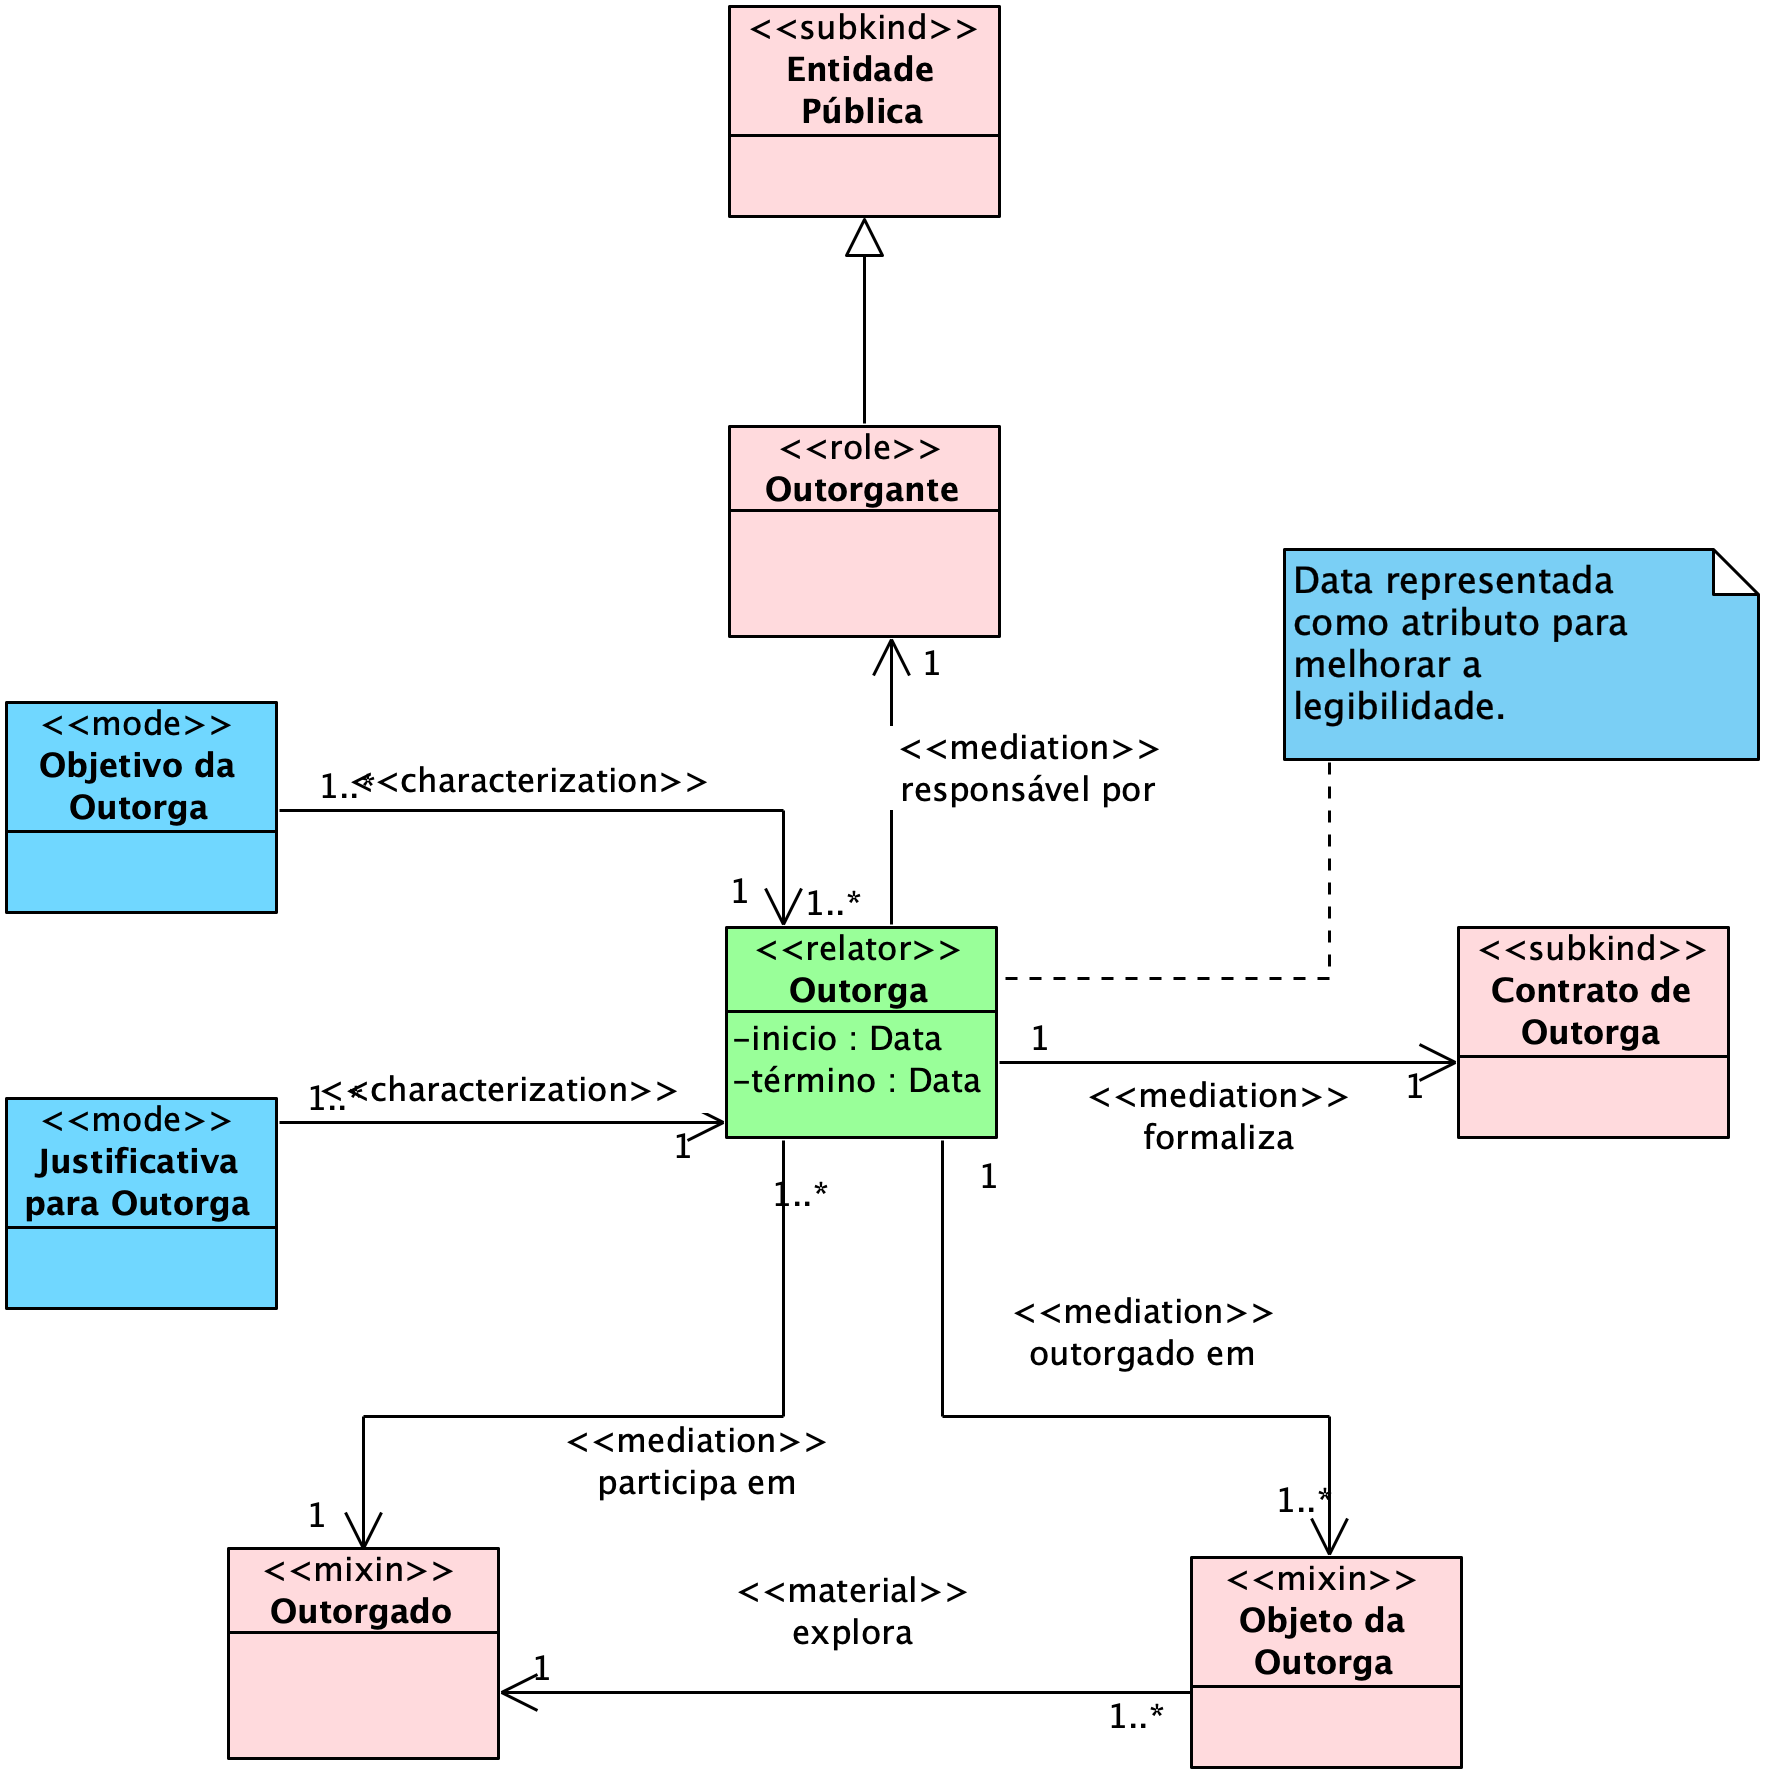 <<subkind>>
Entidade
Pública
<<role>>
Outorgante
Data representada
como atributo para
melhorar a
legibilidade.
1
<<mode>>
Objetivo da
Outorga
1..*
<<characterization>>
<<mediation>>
responsável por
1
1..*
<<relator>>
Outorga
-inicio : Data
-término : Data
<<subkind>>
Contrato de
Outorga
1
1
<<mediation>>
formaliza
<<mode>>
Justificativa
para Outorga
1..*
<<characterization>>
1
1..*
1
<<mediation>>
outorgado em
<<mediation>>
participa em
1
1..*
<<mixin>>
Outorgado
<<material>>
explora
1
1..*
<<mixin>>
Objeto da
Outorga